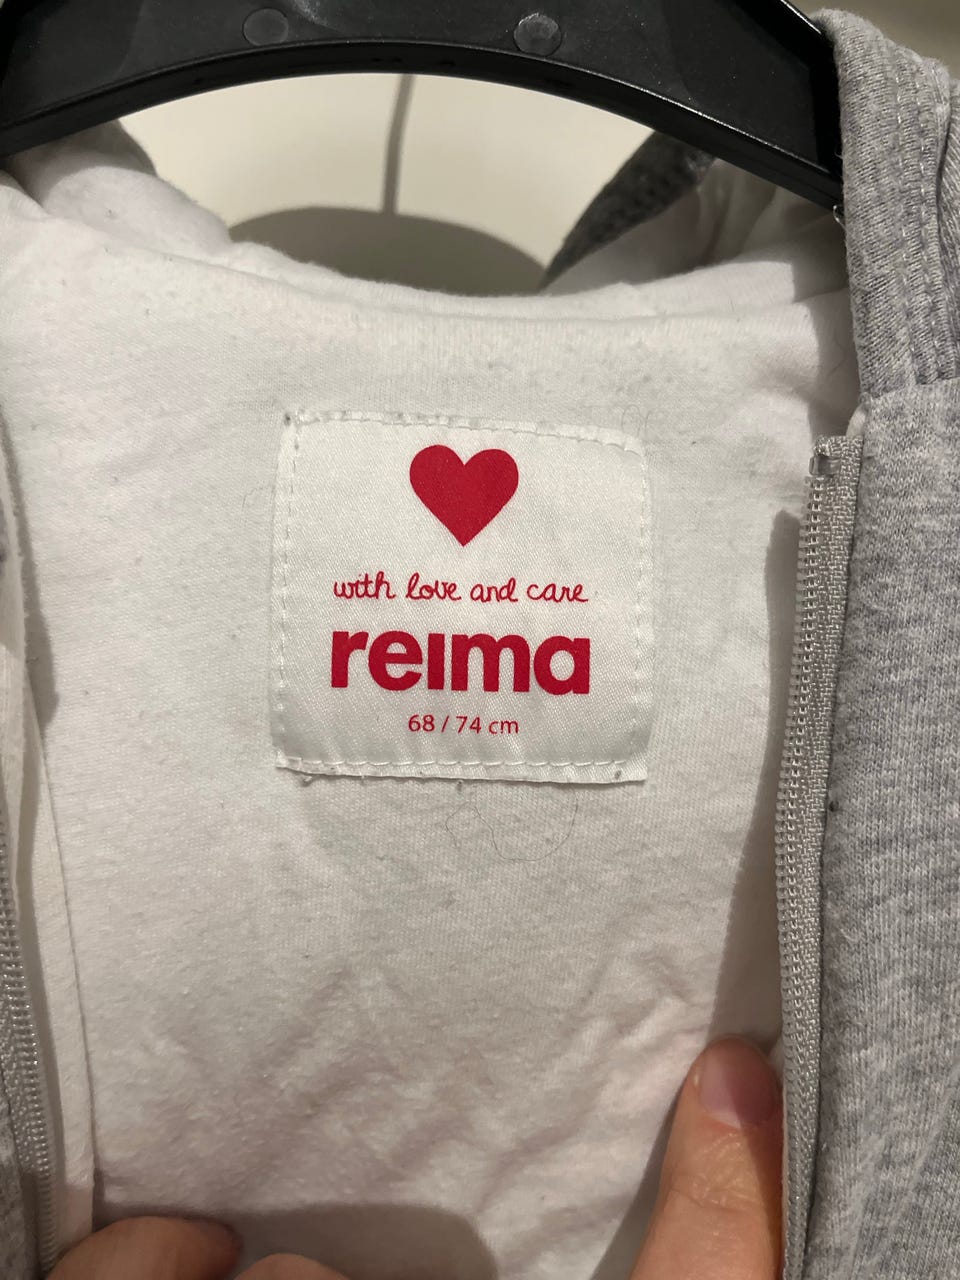 with love and care
reima
68 / 74 cm